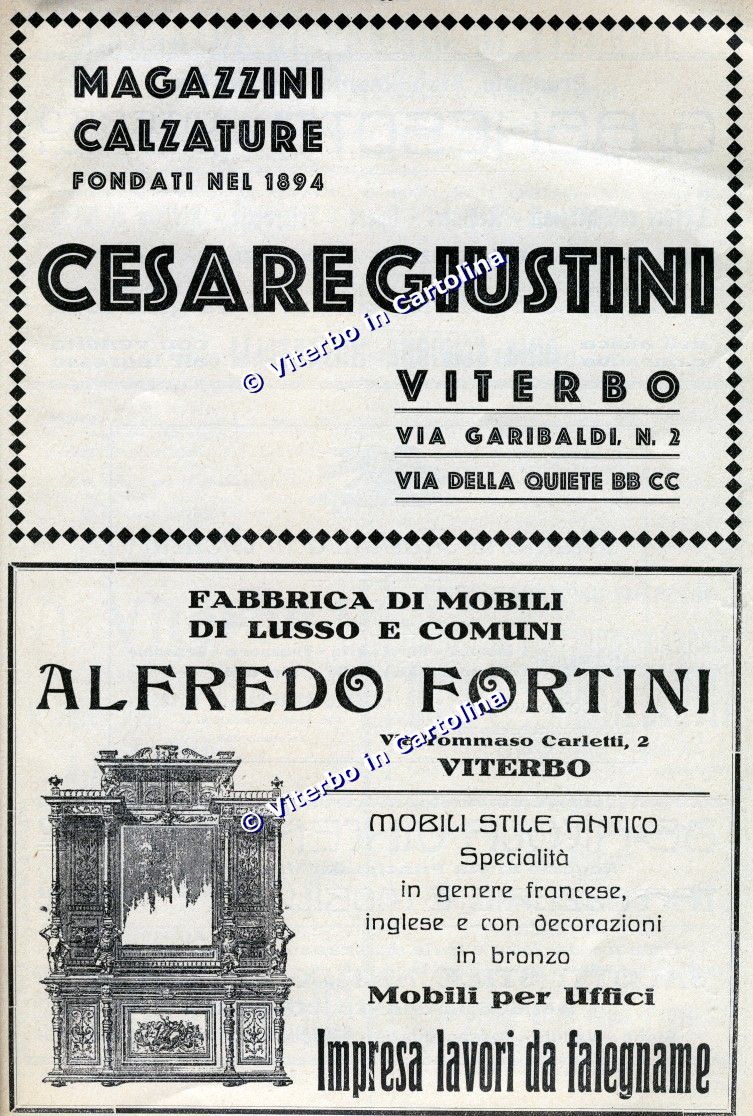 MAGAZZINI
CALZATURE
FONDATI NEL 1894
CESARE GIUSTINI
VITERBO
VIA GARIBALDI, N. 2
VIA DELLA QUIETE BB CC
© Viterbo in Cartolina
FABBRICA DI MOBILI
DI LUSSO E COMUNI
ALFREDO FORTINI
Via Tommaso Carletti, 2
VITERBO
© Viterbo in Cartolina
MOBILI STILE ANTICO
Specialità
in genere francese,
inglese e con decorazioni
in bronzo
Mobili per Uffici
Impresa lavori da falegname